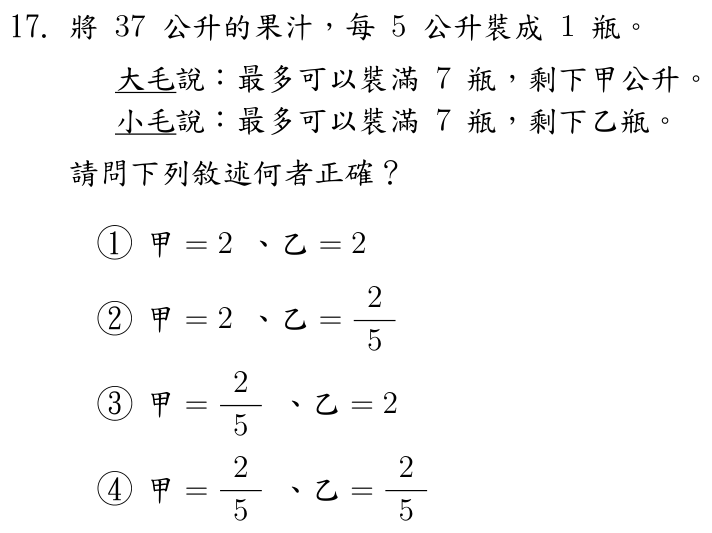 17. 將 37 公升的果汁，每 5 公升裝成 1 瓶。
大毛說：最多可以裝滿 7 瓶，剩下甲公升。
小毛說：最多可以裝滿 7 瓶，剩下乙瓶。
請問下列敘述何者正確？
① 甲 = 2 、乙 = 2
② 甲 = 2 、乙 = 2/5
③ 甲 = 2/5 、乙 = 2
④ 甲 = 2/5 、乙 = 2/5